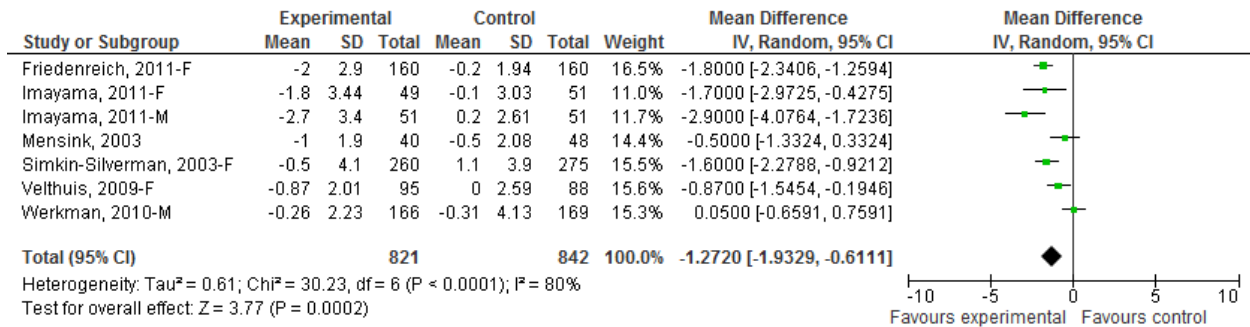 Experimental Control Mean Difference Mean Difference
Study or Subgroup Mean SD Total Mean SD Total Weight IV, Random, 95% CI IV, Random, 95% CI
Friedenreich, 2011-F -2 2.9 160 -0.2 1.94 160 16.5% -1.8000 [-2.3406, -1.2594]
Imayama, 2011-F -1.8 3.44 49 -0.1 3.03 51 11.0% -1.7000 [-2.9725, -0.4275]
Imayama, 2011-M -2.7 3.4 51 0.2 2.61 51 11.7% -2.9000 [-4.0764, -1.7236]
Mensink, 2003 -1 1.9 40 -0.5 2.08 48 14.4% -0.5000 [-1.3324, 0.3324]
Simkin-Silverman, 2003-F -0.5 4.1 260 1.1 3.9 275 15.5% -1.6000 [-2.2788, -0.9212]
Velthuis, 2009-F -0.87 2.01 95 0 2.59 88 15.6% -0.8700 [-1.5454, -0.1946]
Werkman, 2010-M -0.26 2.23 166 -0.31 4.13 169 15.3% 0.0500 [-0.6591, 0.7591]
Total (95% CI) 821 842 100.0% -1.2720 [-1.9329, -0.6111]
Heterogeneity: Tau² = 0.61; Chi² = 30.23, df = 6 (P < 0.0001); I² = 80%
Test for overall effect: Z = 3.77 (P = 0.0002)
-10 -5 0 5 10
Favours experimental Favours control